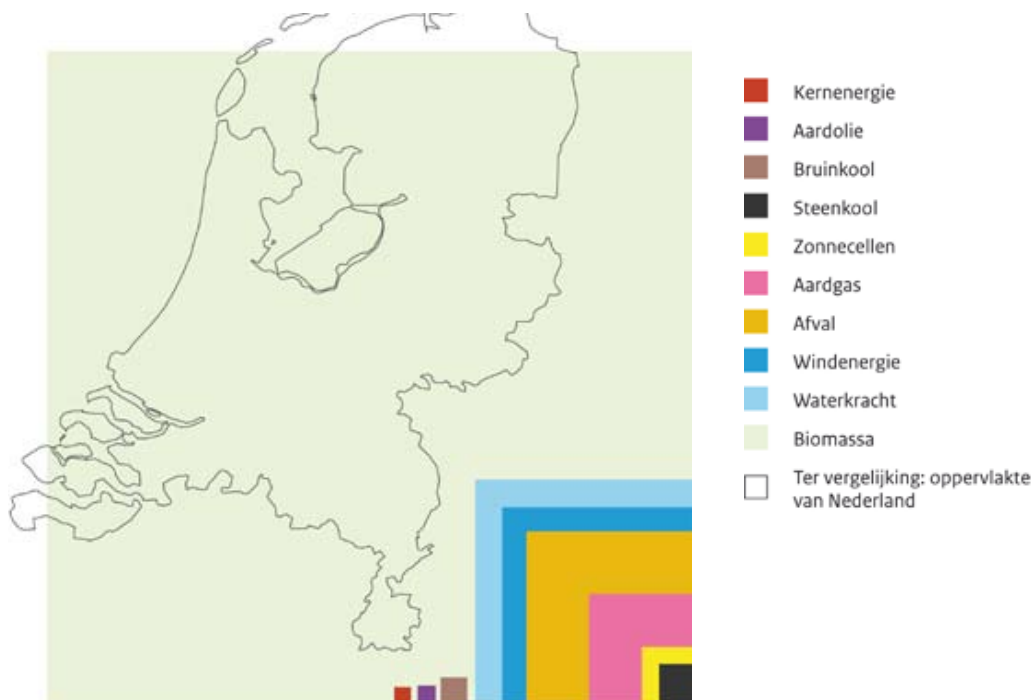 Kernenergie
Aardolie
Bruinkool
Steenkool
Zonnecellen
Aardgas
Afval
Windenergie
Waterkracht
Biomassa
Ter vergelijking: oppervlakte
van Nederland